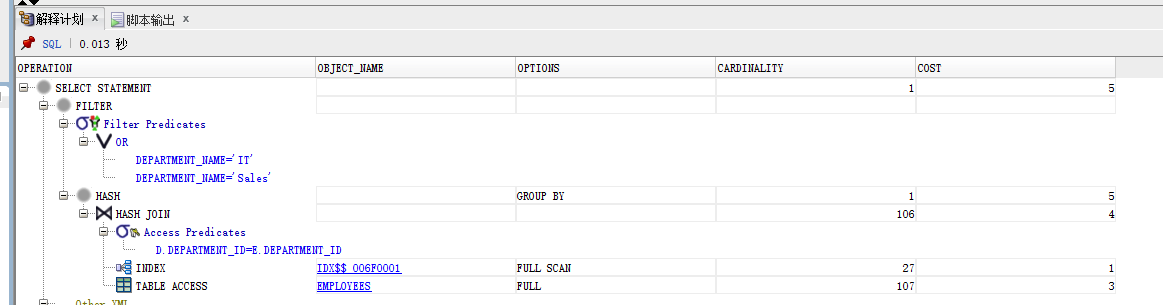 解释计划 × 脚本输出 ×
SQL | 0.013 秒
OPERATION OBJECT_NAME OPTIONS CARDINALITY COST
SELECT STATEMENT 1 5
FILTER
Filter Predicates
OR
DEPARTMENT_NAME='IT'
DEPARTMENT_NAME='Sales'
HASH GROUP BY 1 5
HASH JOIN 106 4
Access Predicates
D.DEPARTMENT_ID=E.DEPARTMENT_ID
INDEX IDX$$_006F0001 FULL SCAN 27 1
TABLE ACCESS EMPLOYEES FULL 107 3
Other XML